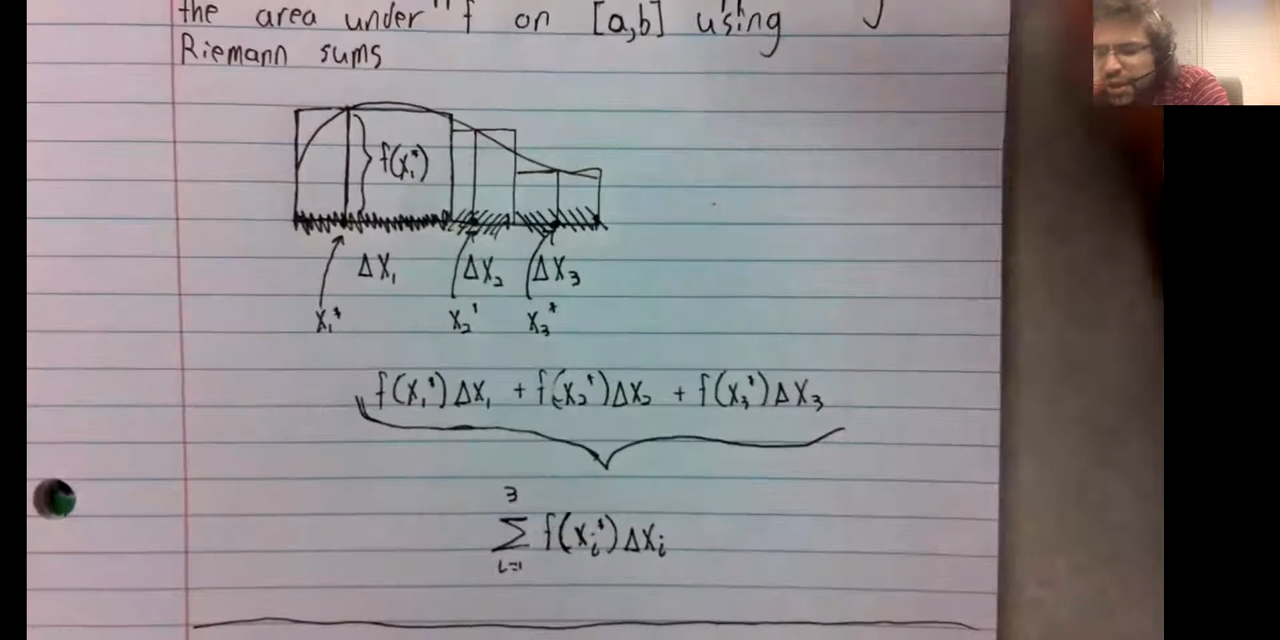 the area under" f on [a,b] using
Riemann sums
f(x₁*)
Δx₁ Δx₂ Δx₃
x₁* x₂* x₃*
f(x₁*)Δx₁ + f(x₂*)Δx₂ + f(x₃*)Δx₃
3
Σ f(xᵢ*)Δxᵢ
i=1